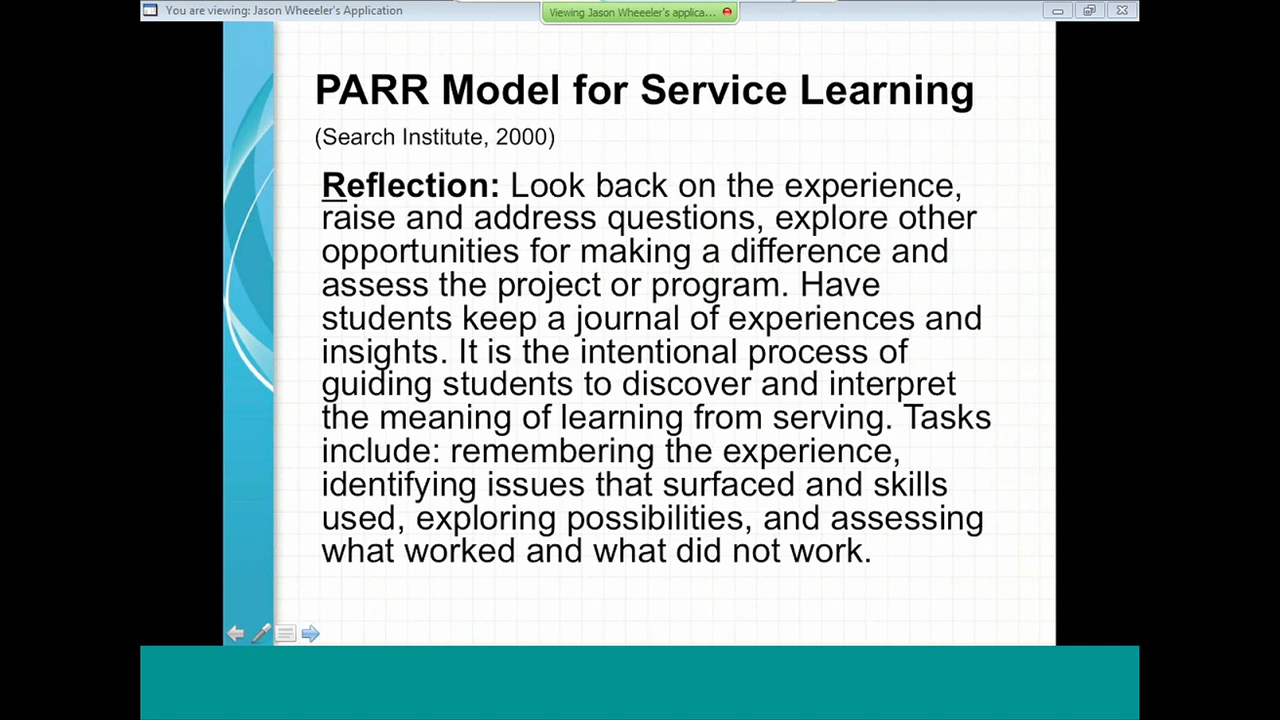 You are viewing: Jason Wheeeler's Application
Viewing Jason Wheeeler's applica...
PARR Model for Service Learning
(Search Institute, 2000)
Reflection: Look back on the experience,
raise and address questions, explore other
opportunities for making a difference and
assess the project or program. Have
students keep a journal of experiences and
insights. It is the intentional process of
guiding students to discover and interpret
the meaning of learning from serving. Tasks
include: remembering the experience,
identifying issues that surfaced and skills
used, exploring possibilities, and assessing
what worked and what did not work.